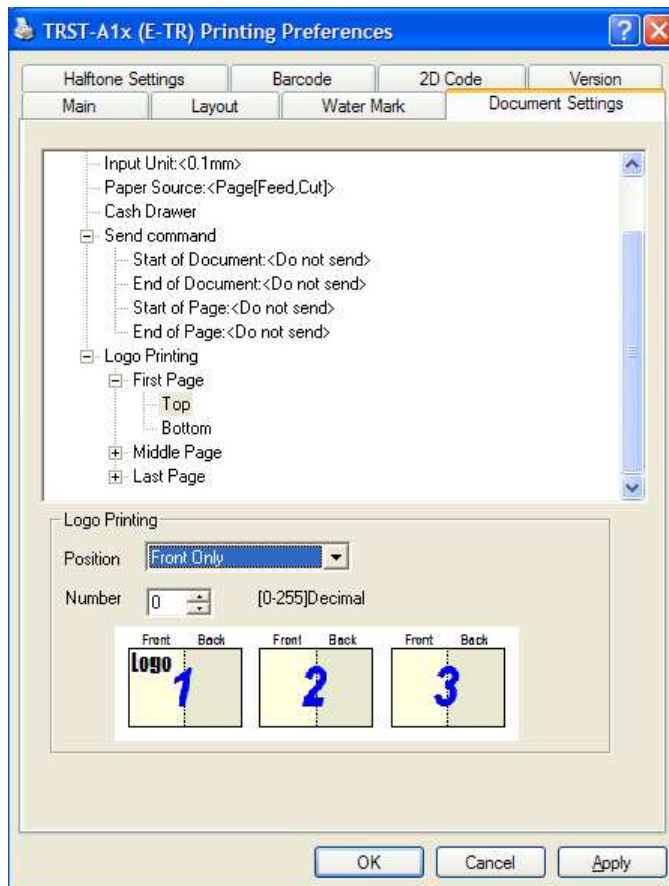 TRST-A1x (E-TR) Printing Preferences
Halftone Settings Barcode 2D Code Version
Main Layout Water Mark Document Settings
Input Unit:<0.1mm>
Paper Source:<Page[Feed,Cut]>
Cash Drawer
Send command
Start of Document:<Do not send>
End of Document:<Do not send>
Start of Page:<Do not send>
End of Page:<Do not send>
Logo Printing
First Page
Top
Bottom
Middle Page
Last Page
Logo Printing
Position Front Only
Number 0 [0-255]Decimal
Front Back Front Back Front Back
Logo 1 2 3
OK Cancel Apply